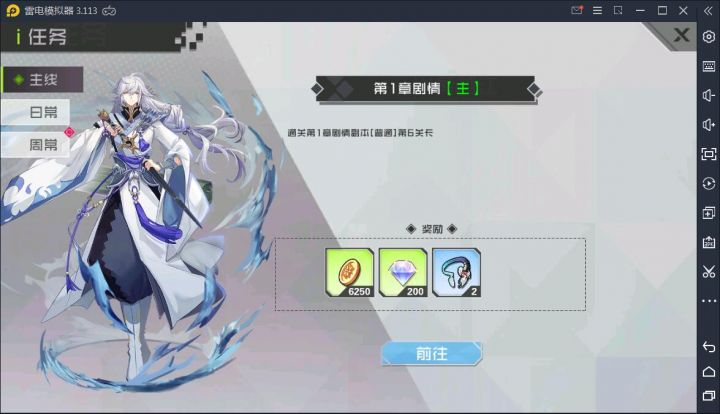 雷电模拟器 3.113
i 任务
主线
日常
周常
第1章剧情【主】
通关第1章剧情副本[普通]第6关卡
奖励
6250
200
2
前往